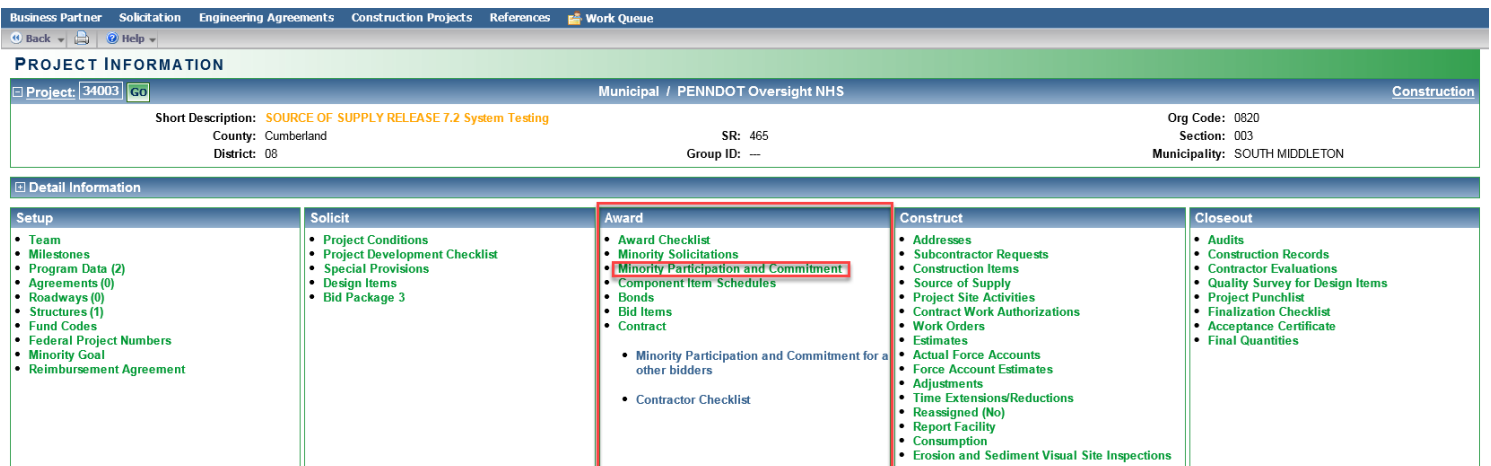 Business Partner Solicitation Engineering Agreements Construction Projects References Work Queue
Back Help
PROJECT INFORMATION
Project: 34003 GO Municipal / PENNDOT Oversight NHS Construction
Short Description: SOURCE OF SUPPLY RELEASE 7.2 System Testing Org Code: 0820
County: Cumberland SR: 465 Section: 003
District: 08 Group ID: --- Municipality: SOUTH MIDDLETON
Detail Information
Setup
Team
Milestones
Program Data (2)
Agreements (0)
Roadways (0)
Structures (1)
Fund Codes
Federal Project Numbers
Minority Goal
Reimbursement Agreement
Solicit
Project Conditions
Project Development Checklist
Special Provisions
Design Items
Bid Package 3
Award
Award Checklist
Minority Solicitations
Minority Participation and Commitment
Component Item Schedules
Bonds
Bid Items
Contract
Minority Participation and Commitment for a
other bidders
Contractor Checklist
Construct
Addresses
Subcontractor Requests
Construction Items
Source of Supply
Project Site Activities
Contract Work Authorizations
Work Orders
Estimates
Actual Force Accounts
Force Account Estimates
Adjustments
Time Extensions/Reductions
Reassigned (No)
Report Facility
Consumption
Erosion and Sediment Visual Site Inspections
Closeout
Audits
Construction Records
Contractor Evaluations
Quality Survey for Design Items
Project Punchlist
Finalization Checklist
Acceptance Certificate
Final Quantities